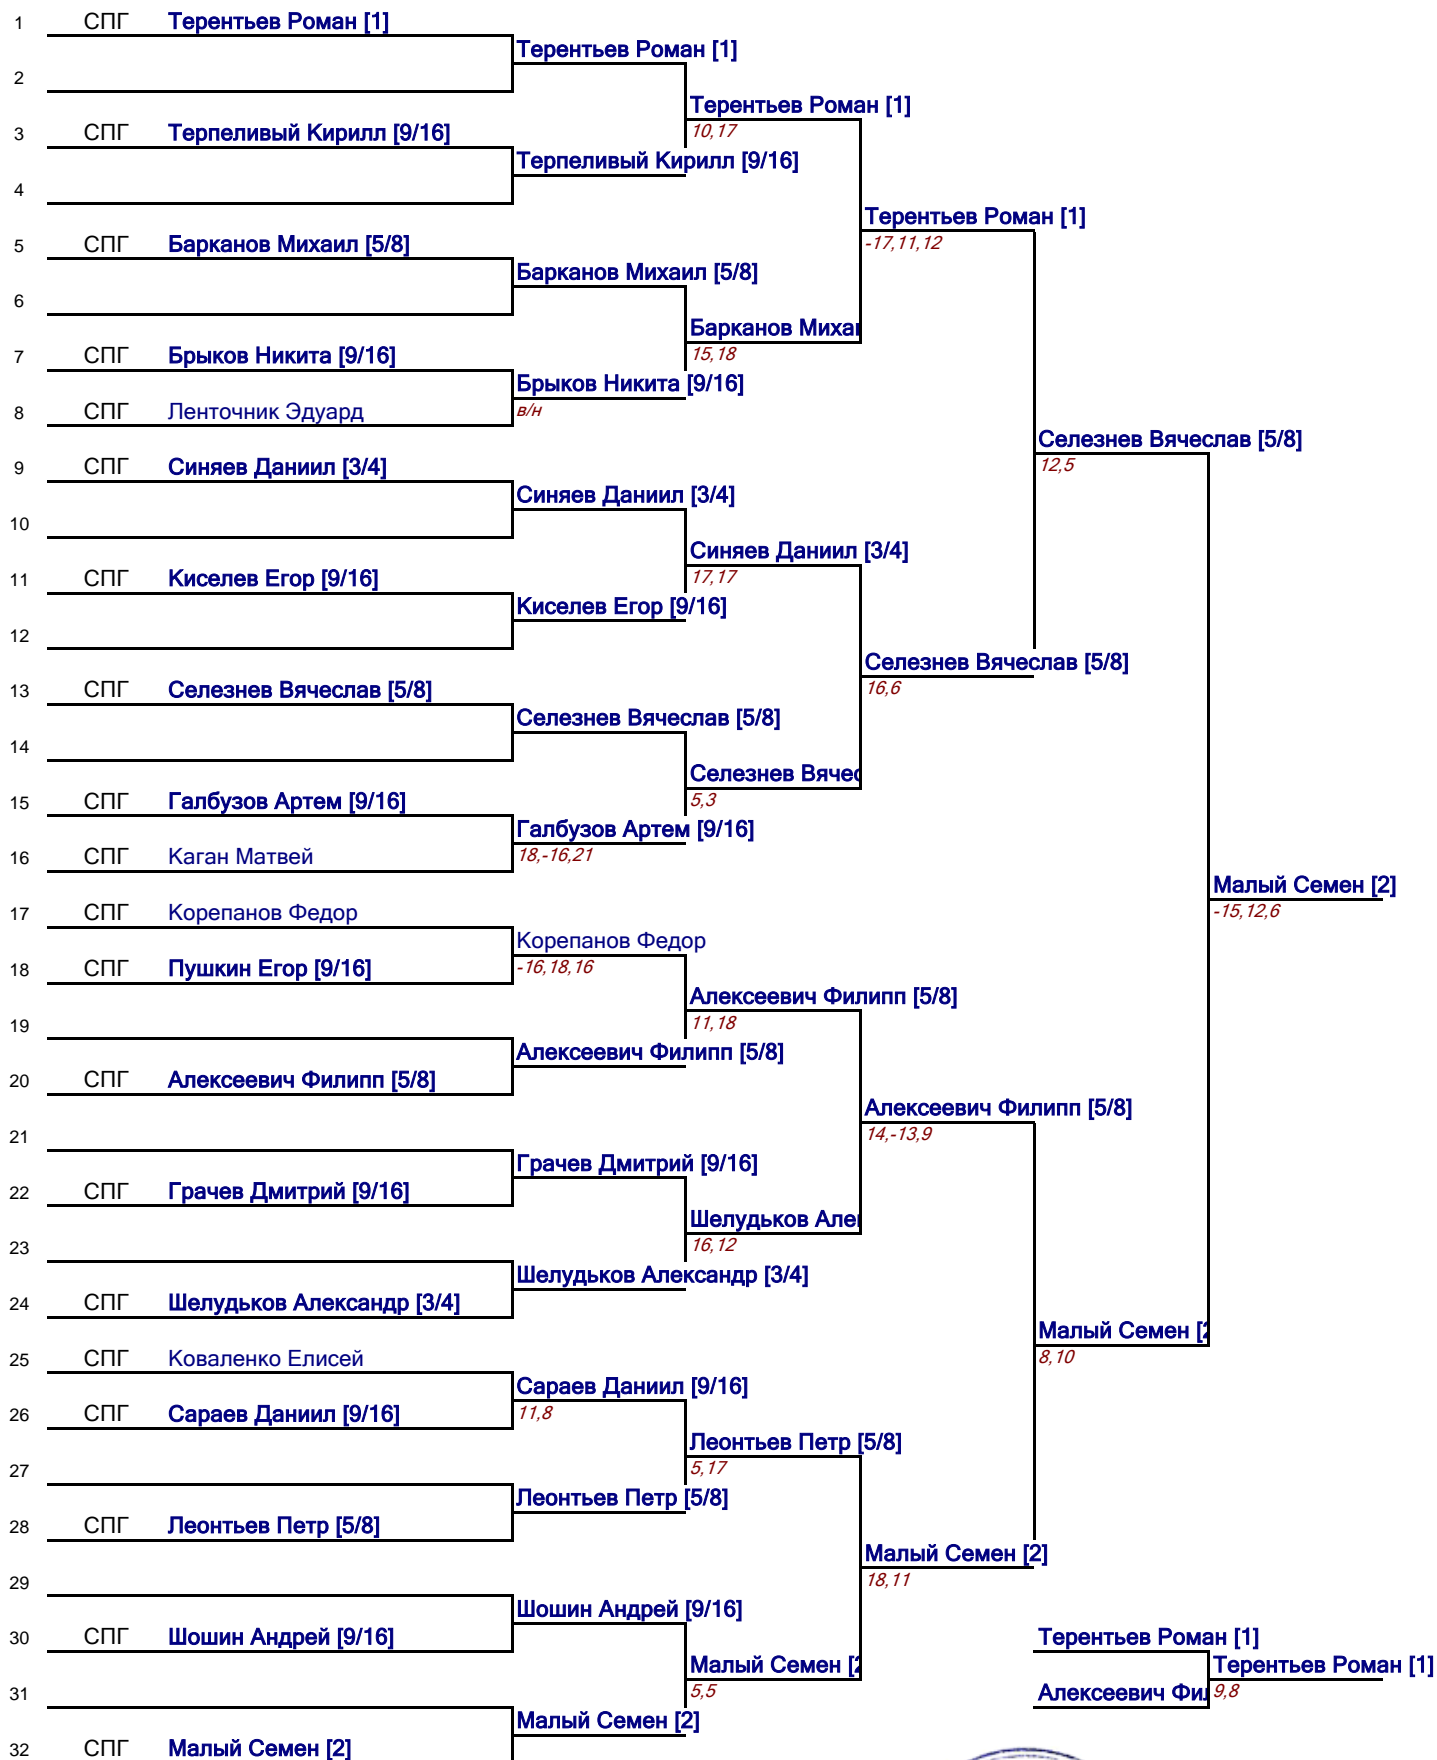 1 СПГ Терентьев Роман [1]
Терентьев Роман [1]
2
Терентьев Роман [1]
3 СПГ Терпеливый Кирилл [9/16]
10,17
Терпеливый Кирилл [9/16]
4
Терентьев Роман [1]
5 СПГ Барканов Михаил [5/8]
-17,11,12
Барканов Михаил [5/8]
6
Барканов Миха
7 СПГ Брыков Никита [9/16]
15,18
Брыков Никита [9/16]
8 СПГ Ленточник Эдуард
в/н
Селезнев Вячеслав [5/8]
9 СПГ Синяев Даниил [3/4]
12,5
Синяев Даниил [3/4]
10
Синяев Даниил [3/4]
11 СПГ Киселев Егор [9/16]
17,17
Киселев Егор [9/16]
12
Селезнев Вячеслав [5/8]
13 СПГ Селезнев Вячеслав [5/8]
16,6
Селезнев Вячеслав [5/8]
14
Селезнев Вячес
15 СПГ Галбузов Артем [9/16]
5,3
Галбузов Артем [9/16]
16 СПГ Каган Матвей
18,-16,21
Малый Семен [2]
17 СПГ Корепанов Федор
-15,12,6
Корепанов Федор
18 СПГ Пушкин Егор [9/16]
-16,18,16
Алексеевич Филипп [5/8]
19
11,18
Алексеевич Филипп [5/8]
20 СПГ Алексеевич Филипп [5/8]
Алексеевич Филипп [5/8]
21
14,-13,9
Грачев Дмитрий [9/16]
22 СПГ Грачев Дмитрий [9/16]
Шелудьков Але
23
16,12
Шелудьков Александр [3/4]
24 СПГ Шелудьков Александр [3/4]
Малый Семен [2
25 СПГ Коваленко Елисей
8,10
Сараев Даниил [9/16]
26 СПГ Сараев Даниил [9/16]
11,8
Леонтьев Петр [5/8]
27
5,17
Леонтьев Петр [5/8]
28 СПГ Леонтьев Петр [5/8]
Малый Семен [2]
29
18,11
Шошин Андрей [9/16]
30 СПГ Шошин Андрей [9/16]
Терентьев Роман [1]
Малый Семен [2
Терентьев Роман [1]
31
5,5
Алексеевич Фил
9,8
Малый Семен [2]
32 СПГ Малый Семен [2]